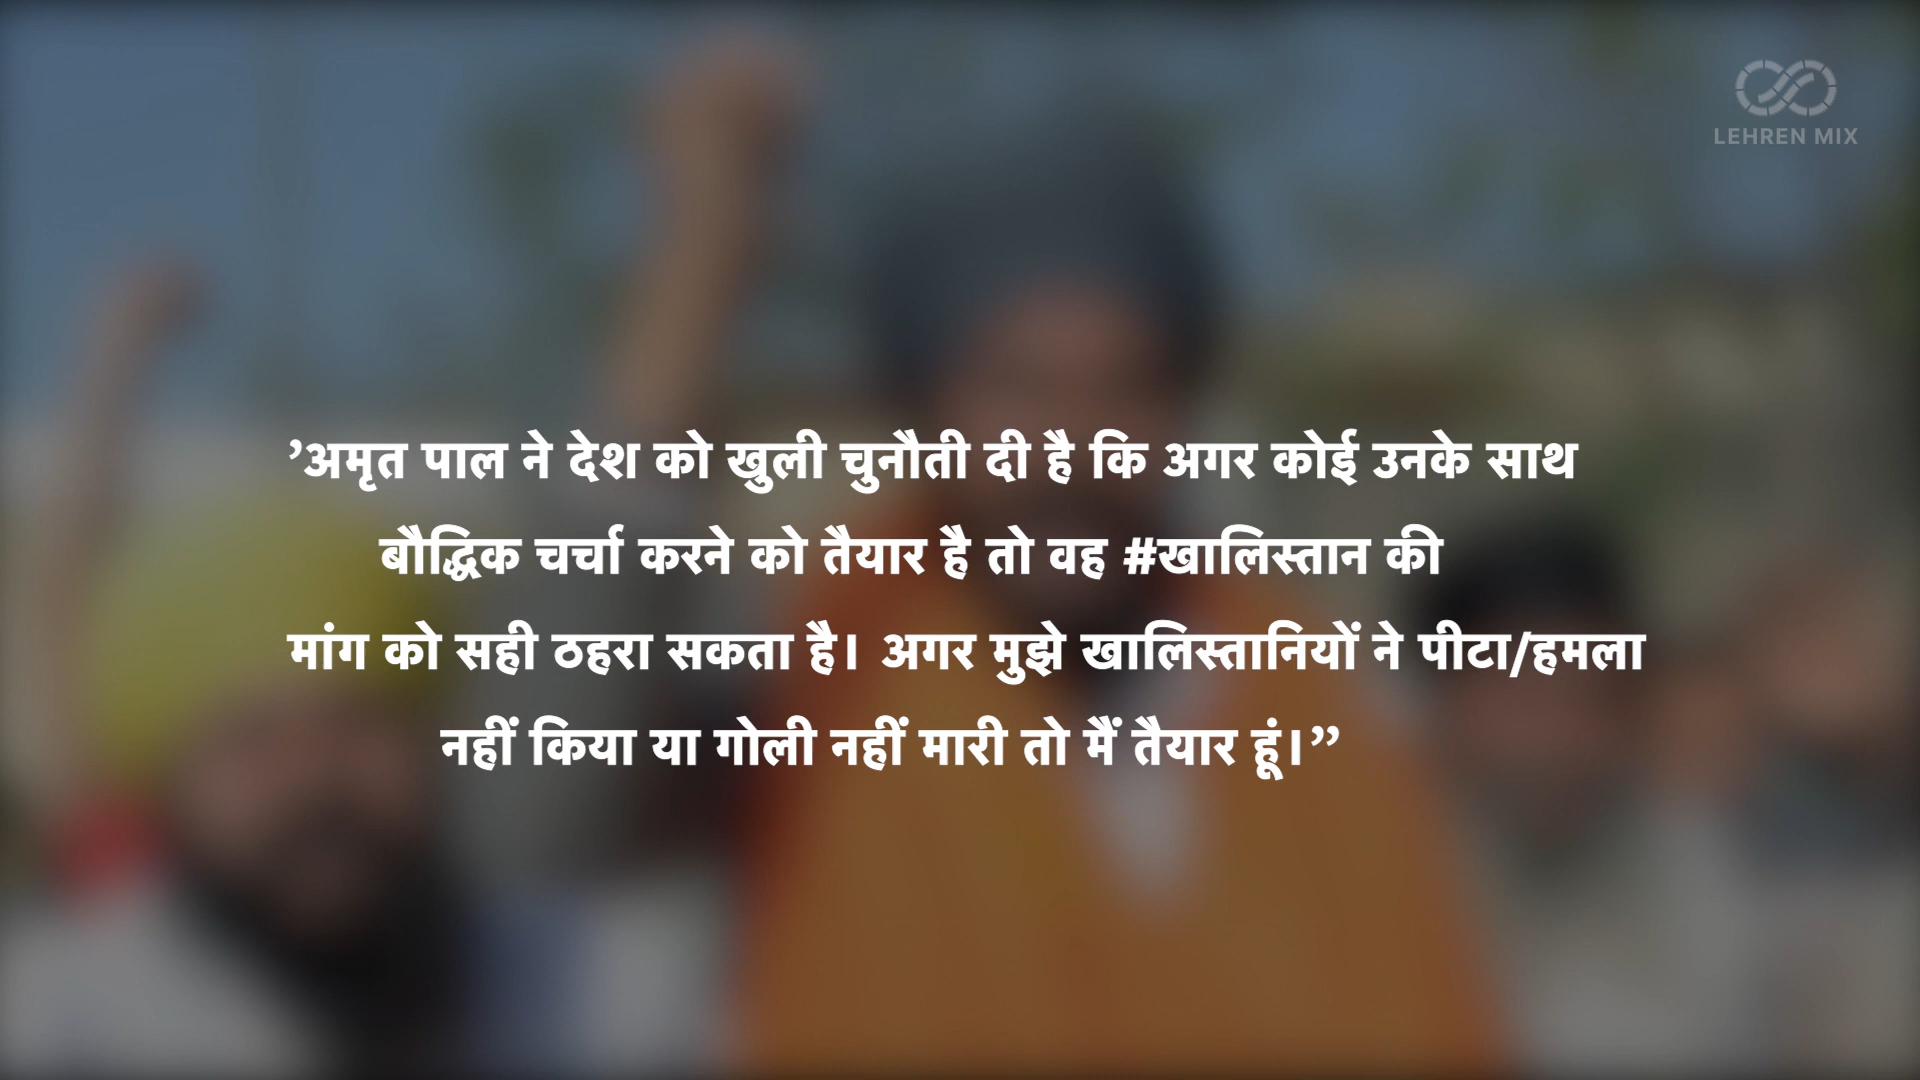 LEHREN MIX
’अमृत पाल ने देश को खुली चुनौती दी है कि अगर कोई उनके साथ
बौद्धिक चर्चा करने को तैयार है तो वह #खालिस्तान की
मांग को सही ठहरा सकता है। अगर मुझे खालिस्तानियों ने पीटा/हमला
नहीं किया या गोली नहीं मारी तो मैं तैयार हूं।”